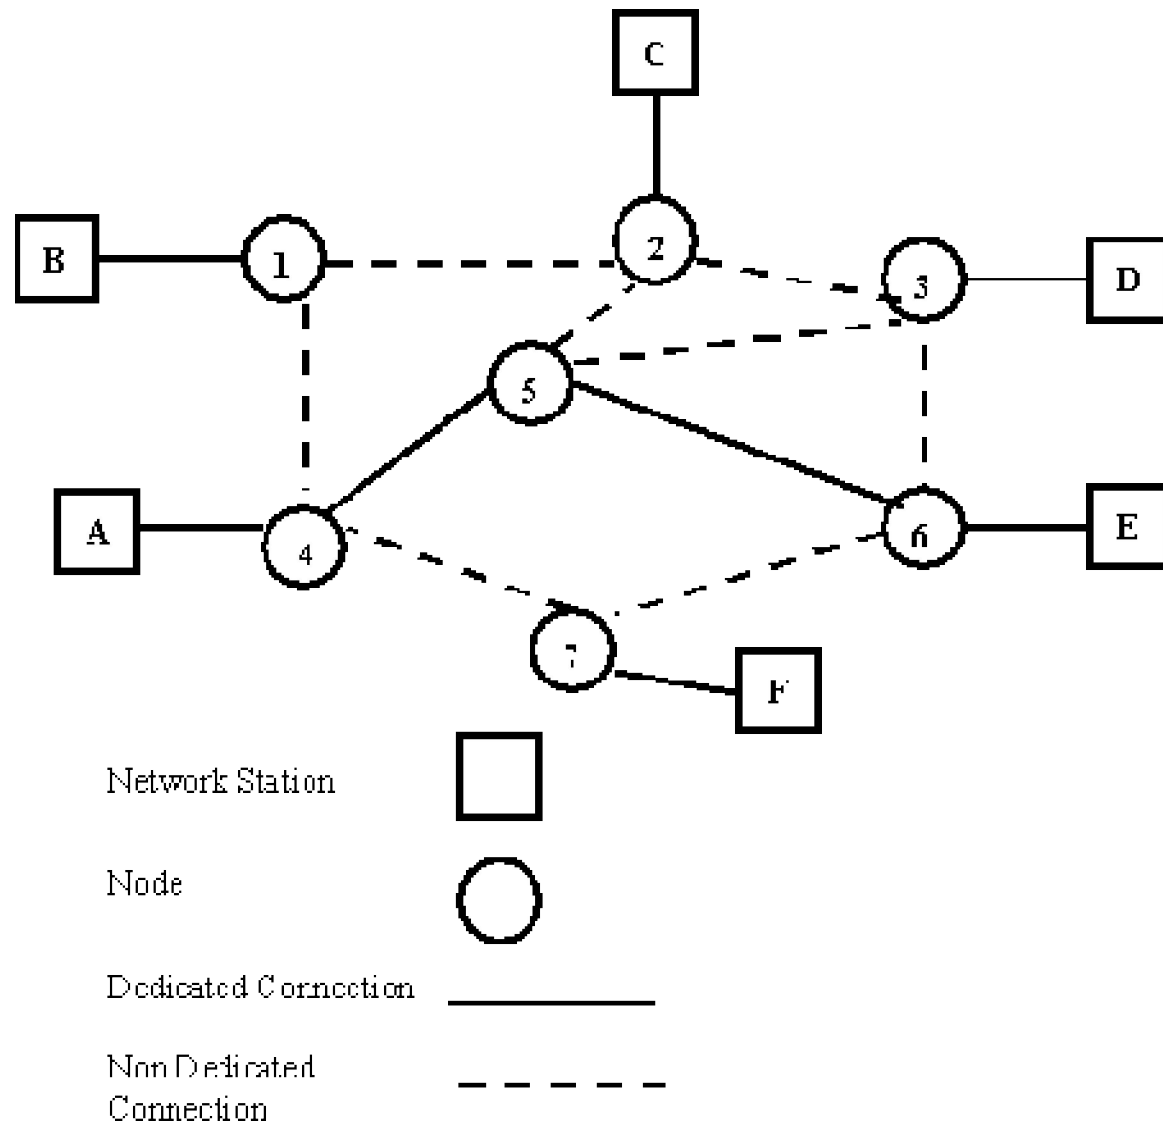 C
B
1
2
3
D
5
A
4
6
E
7
F
Network Station
Node
Dedicated Connection
Non Dedicated
Connection